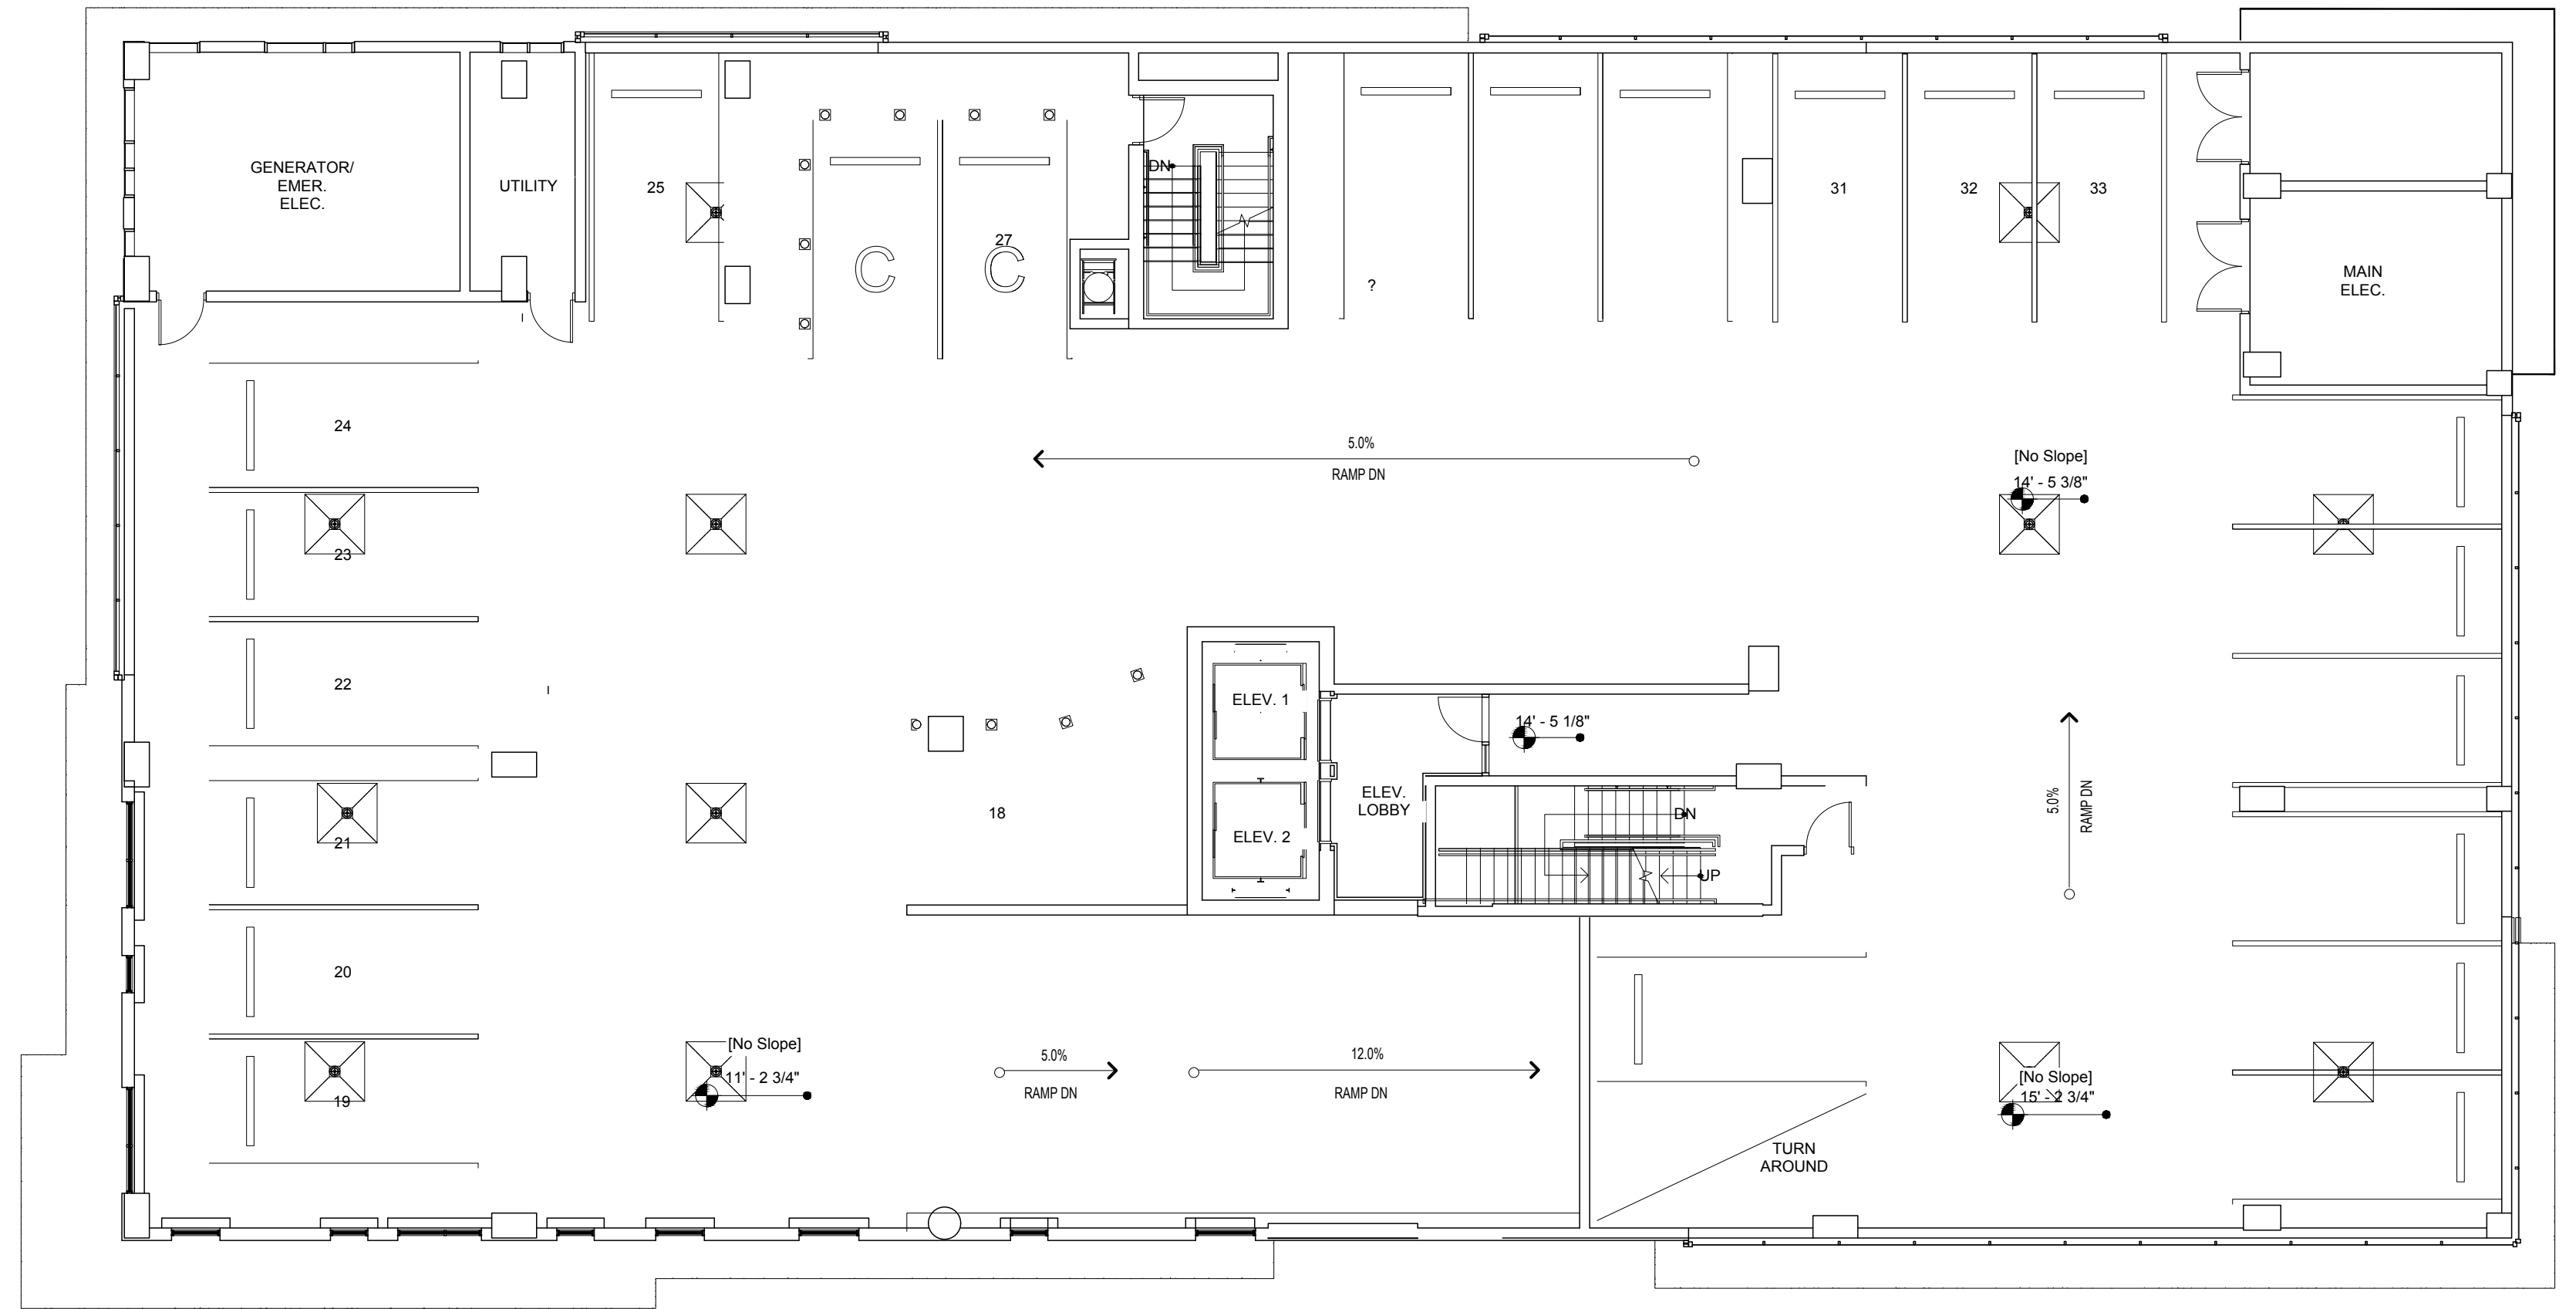 GENERATOR/
EMER.
ELEC.
UTILITY
25
DN
31
32
33
27
C
C
?
MAIN
ELEC.
24
5.0%
RAMP DN
[No Slope]
14' - 5 3/8"
23
22
ELEV. 1
14' - 5 1/8"
18
ELEV.
LOBBY
DN
5.0%
RAMP DN
21
ELEV. 2
UP
20
[No Slope]
11' - 2 3/4"
5.0%
RAMP DN
12.0%
RAMP DN
[No Slope]
15' - 2 3/4"
19
TURN
AROUND